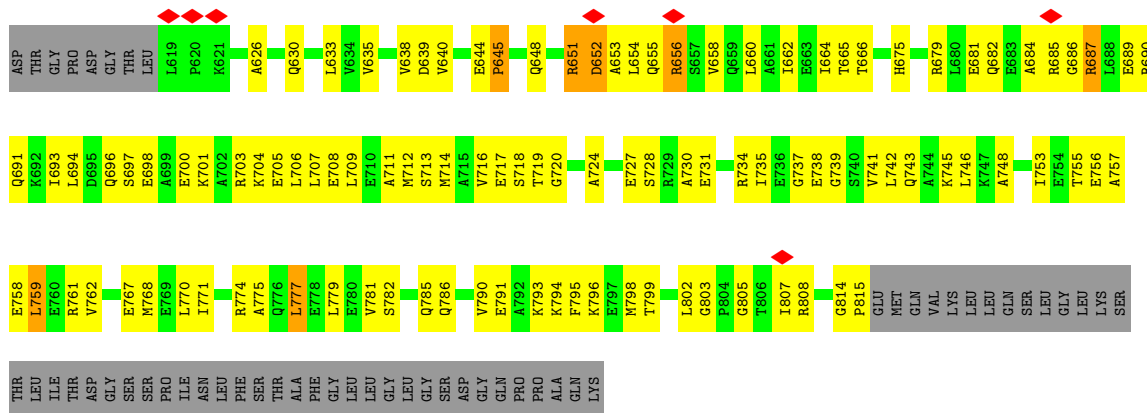 ASP THR GLY PRO ASP GLY THR LEU L619 P620 K621 A626 Q630 L633 V634 V635 V638 D639 V640 E644 P645 Q648 R651 D652 A653 L654 Q655 R656 S657 V658 Q659 L660 A661 I662 E663 I664 T665 T666 H675 R679 L680 E681 Q682 E683 A684 R685 G686 R687 L688 E689
Q691 K692 I693 L694 D695 Q696 S697 E698 A699 E700 K701 A702 R703 K704 E705 L706 L707 E708 L709 E710 A711 M712 S713 M714 A715 V716 E717 S718 T719 G720 A724 E727 S728 R729 A730 E731 R734 I735 E736 G737 E738 G739 S740 V741 L742 Q743 A744 K745 L746 K747 A748 I753 E754 T755 E756 A757
E758 L759 E760 R761 V762 E767 M768 E769 L770 I771 R774 A775 Q776 L777 E778 L779 E780 V781 S782 Q785 Q786 V790 E791 A792 K793 K794 F795 K796 E797 M798 T799 L802 G803 P804 G805 T806 I807 R808 G814 P815 GLU MET GLN VAL LYS LEU LEU GLN SER LEU GLY LEU LYS SER
THR LEU ILE THR ASP GLY SER SER PRO ILE ASN LEU PHE SER THR ALA PHE GLY LEU LEU GLY LEU GLY SER ASP GLY GLN PRO PRO ALA GLN LYS